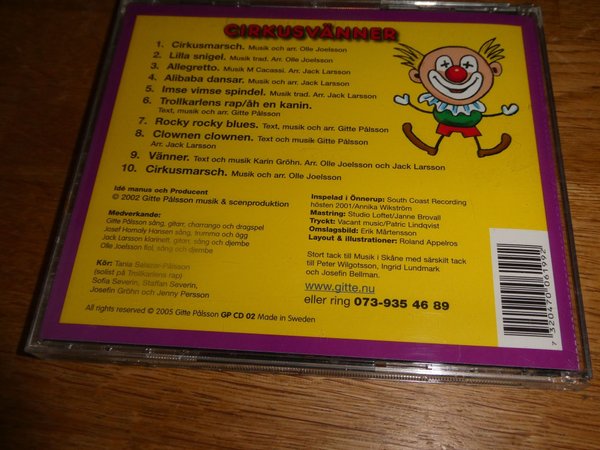 CIRKUSVÄNNER
1. Cirkusmarsch. Musik och arr. Olle Joelsson
2. Lilla snigel. Musik trad. Arr. Olle Joelsson
3. Allegretto. Musik M Cacassi. Arr. Jack Larsson
4. Alibaba dansar. Musik och arr. Jack Larsson
5. Imse vimse spindel. Musik trad. Arr. Jack Larsson
6. Trollkarlens rap/åh en kanin.
Text, musik och arr. Gitte Pålsson
7. Rocky rocky blues. Text, musik och arr. Gitte Pålsson
8. Clownen clownen. Text och musik Gitte Pålsson
Arr. Jack Larsson
9. Vänner. Text och musik Karin Gröhn. Arr. Olle Joelsson och Jack Larsson
10. Cirkusmarsch. Musik och arr. Olle Joelsson
Idé manus och Producent
© 2002 Gitte Pålsson musik & scenproduktion
Medverkande:
Gitte Pålsson sång, gitarr, charrango och dragspel
Josef Hamaly Hansen sång, trumma och ägg
Jack Larsson klarinett, gitarr, sång och djembe
Olle Joelsson fiol, sång och djembe
Kör: Tania Salazar-Pålsson
(solist på Trollkarlens rap)
Sofia Severin, Staffan Severin,
Josefin Gröhn och Jenny Persson
All rights reserved © 2005 Gitte Pålsson GP CD 02 Made in Sweden
Inspelad i Önnerup: South Coast Recording
hösten 2001/Annika Wikström
Mastring: Studio Loftet/Janne Brovall
Tryckt: Vacant music/Patric Lindqvist
Omslagsbild: Erik Mårtensson
Layout & illustrationer: Roland Appelros
Stort tack till Musik i Skåne med särskilt tack
till Peter Wilgotsson, Ingrid Lundmark
och Josefin Bellman.
www.gitte.nu
eller ring 073-935 46 89
7 320470 061992